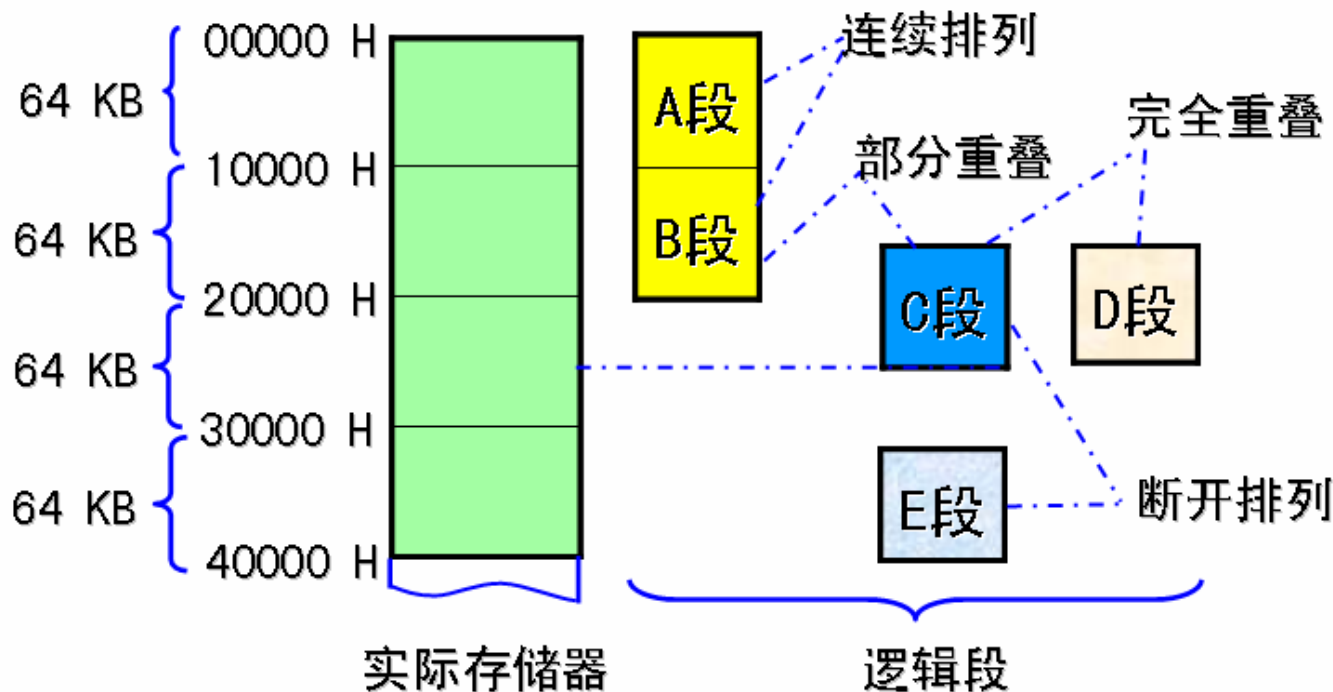 00000 H
连续排列
64 KB
A段
完全重叠
10000 H
部分重叠
64 KB
B段
20000 H
C段
D段
64 KB
30000 H
64 KB
E段
断开排列
40000 H
实际存储器
逻辑段